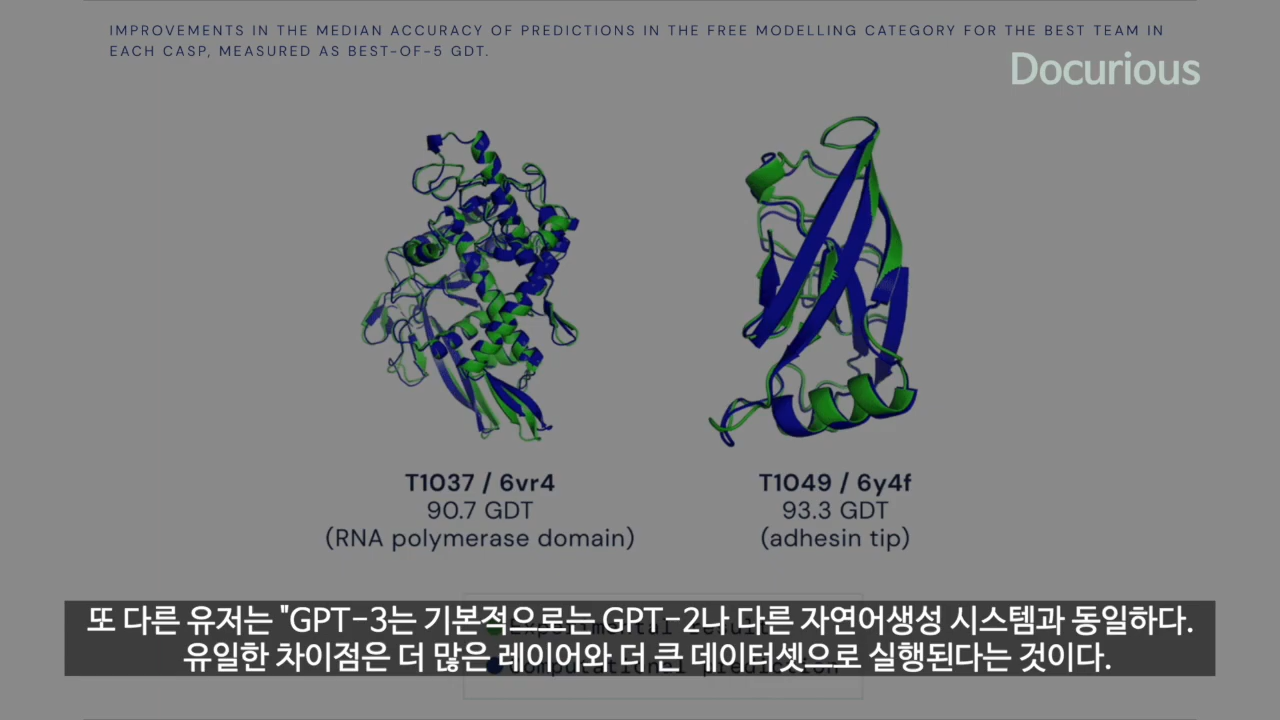 IMPROVEMENTS IN THE MEDIAN ACCURACY OF PREDICTIONS IN THE FREE MODELLING CATEGORY FOR THE BEST TEAM IN
EACH CASP, MEASURED AS BEST-OF-5 GDT.
Docurious
T1037 / 6vr4
90.7 GDT
(RNA polymerase domain)
T1049 / 6y4f
93.3 GDT
(adhesin tip)
Experimental result
Computational prediction
또 다른 유저는 "GPT-3는 기본적으로는 GPT-2나 다른 자연어생성 시스템과 동일하다.
유일한 차이점은 더 많은 레이어와 더 큰 데이터셋으로 실행된다는 것이다.